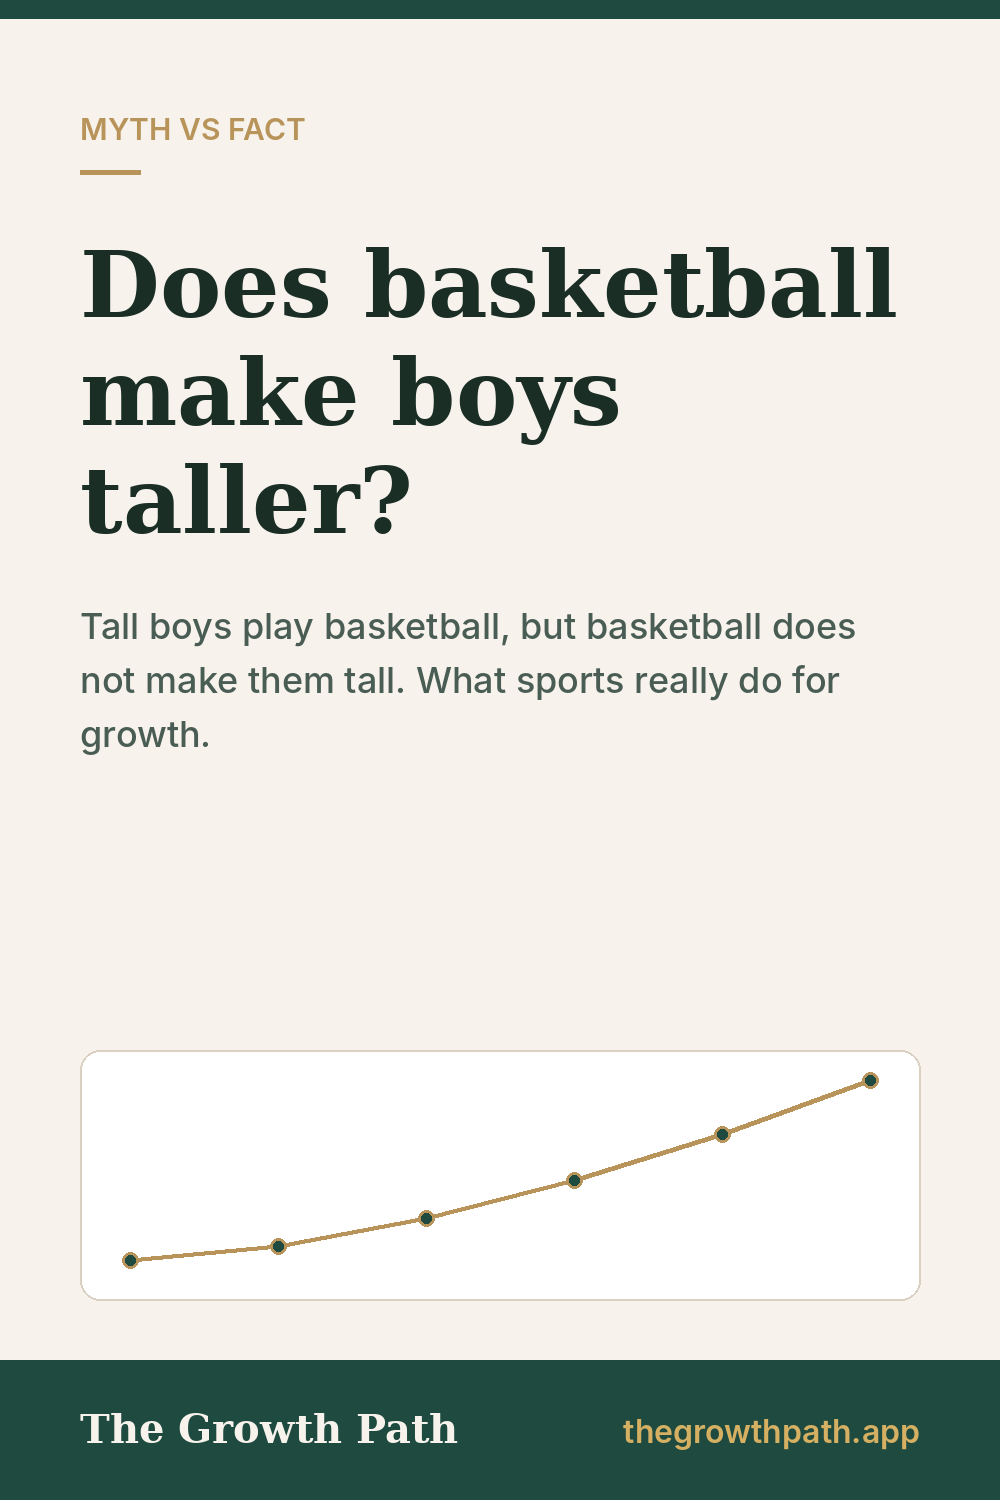 MYTH VS FACT
Does basketball
make boys
taller?
Tall boys play basketball, but basketball does
not make them tall. What sports really do for
growth.
The Growth Path
thegrowthpath.app